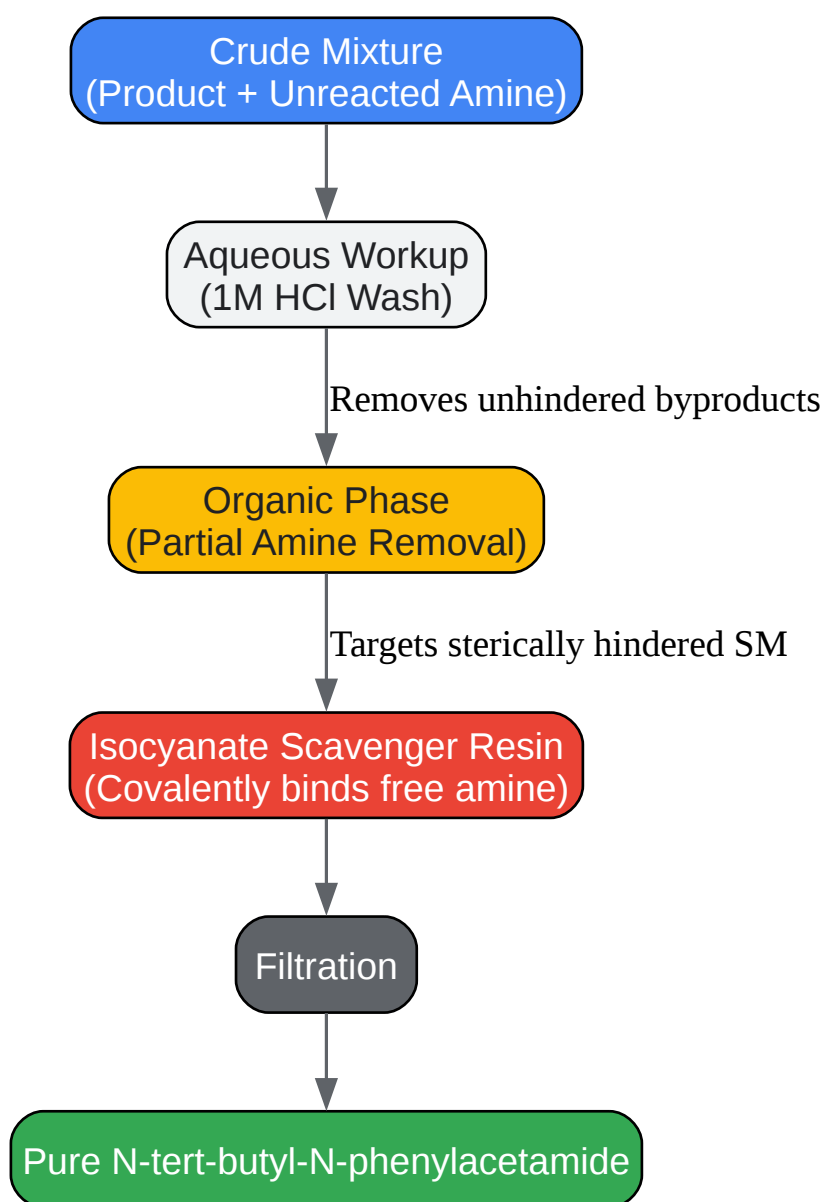 Crude Mixture
(Product + Unreacted Amine)
Aqueous Workup
(1M HCl Wash)
Removes unhindered byproducts
Organic Phase
(Partial Amine Removal)
Targets sterically hindered SM
Isocyanate Scavenger Resin
(Covalently binds free amine)
Filtration
Pure N-tert-butyl-N-phenylacetamide